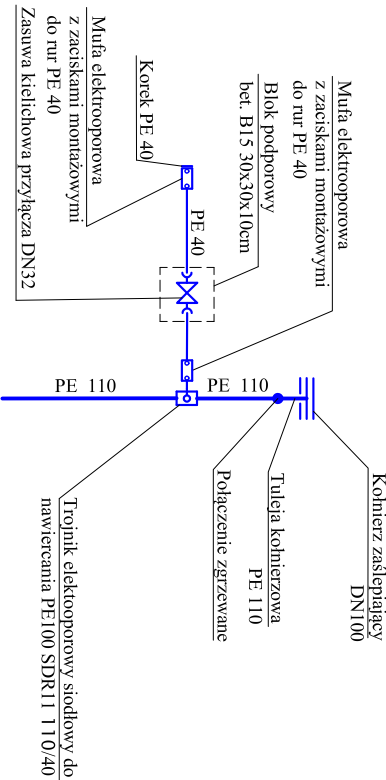 Mufa elektrooporowa
z zaciskami montażowymi
do rur PE 40
Blok podporowy
bet. B15 30x30x10cm
Korek PE 40
Mufa elektrooporowa
z zaciskami montażowymi
do rur PE 40
Zasuwa kielichowa przyłącza DN32
PE 40
PE 110
PE 110
Kołnierz zaślepiający
DN100
Tuleja kołnierzowa
PE 110
Połączenie zgrzewane
Trojnik elektooporowy siodłowy do
nawiercania PE100 SDR11 110/40